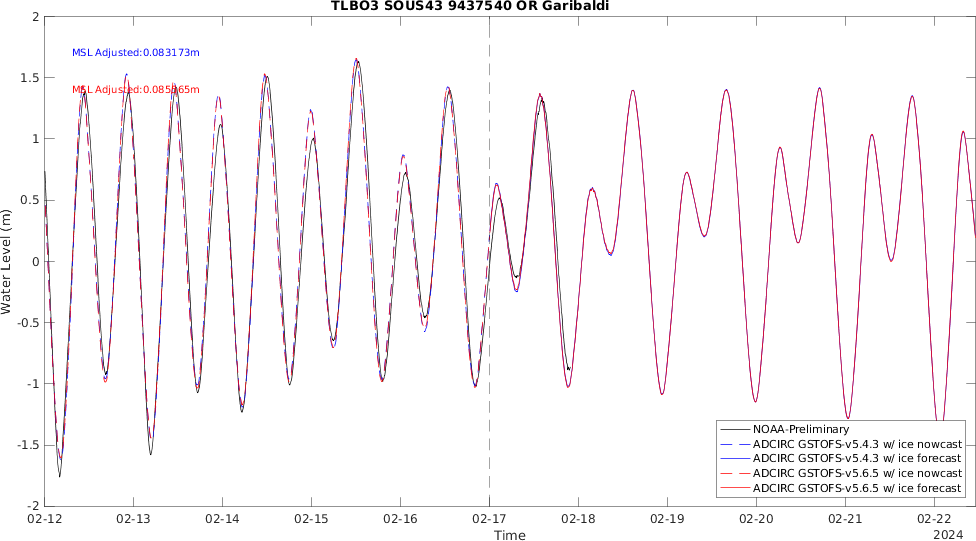 TLBO3 SOUS43 9437540 OR Garibaldi
MSL Adjusted:0.083173m
MSL Adjusted:0.085365m
2
1.5
1
0.5
0
-0.5
-1
-1.5
-2
Water Level (m)
02-12 02-13 02-14 02-15 02-16 02-17 02-18 02-19 02-20 02-21 02-22
Time
2024
NOAA-Preliminary
ADCIRC GSTOFS-v5.4.3 w/ ice nowcast
ADCIRC GSTOFS-v5.4.3 w/ ice forecast
ADCIRC GSTOFS-v5.6.5 w/ ice nowcast
ADCIRC GSTOFS-v5.6.5 w/ ice forecast